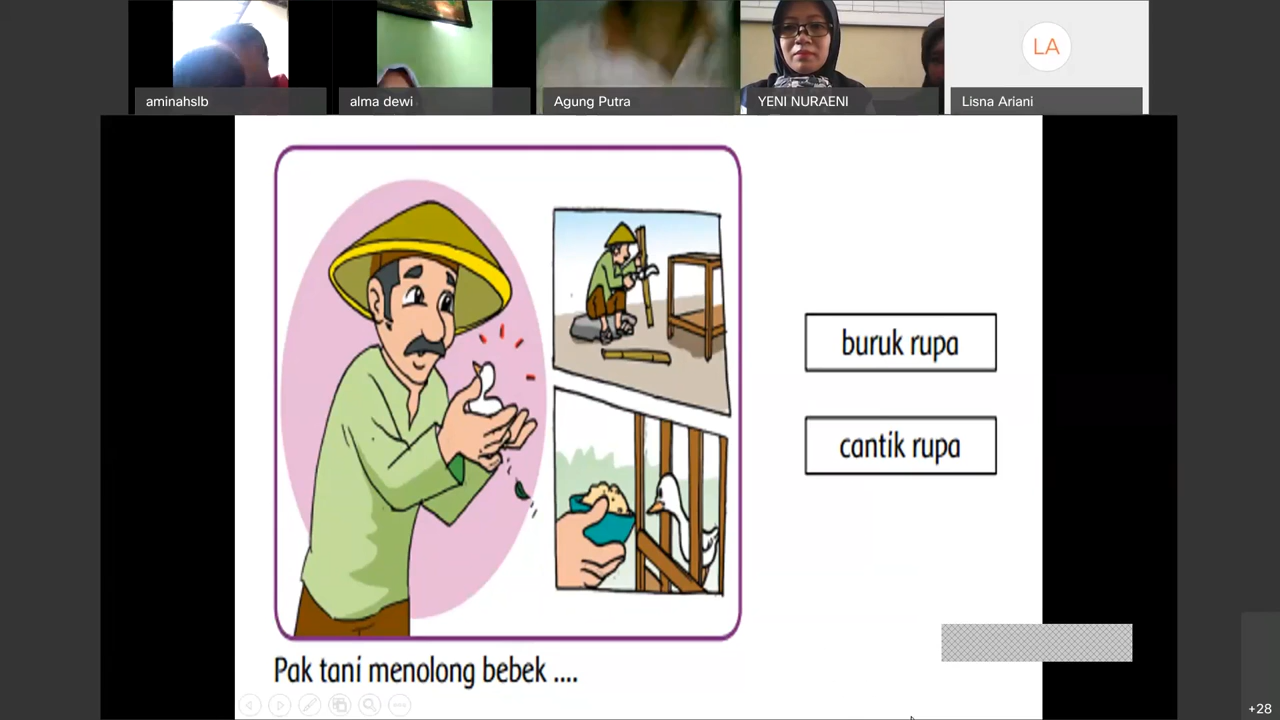 aminahslb
alma dewi
Agung Putra
YENI NURAENI
Lisna Ariani
LA
buruk rupa
cantik rupa
Pak tani menolong bebek ....
+28